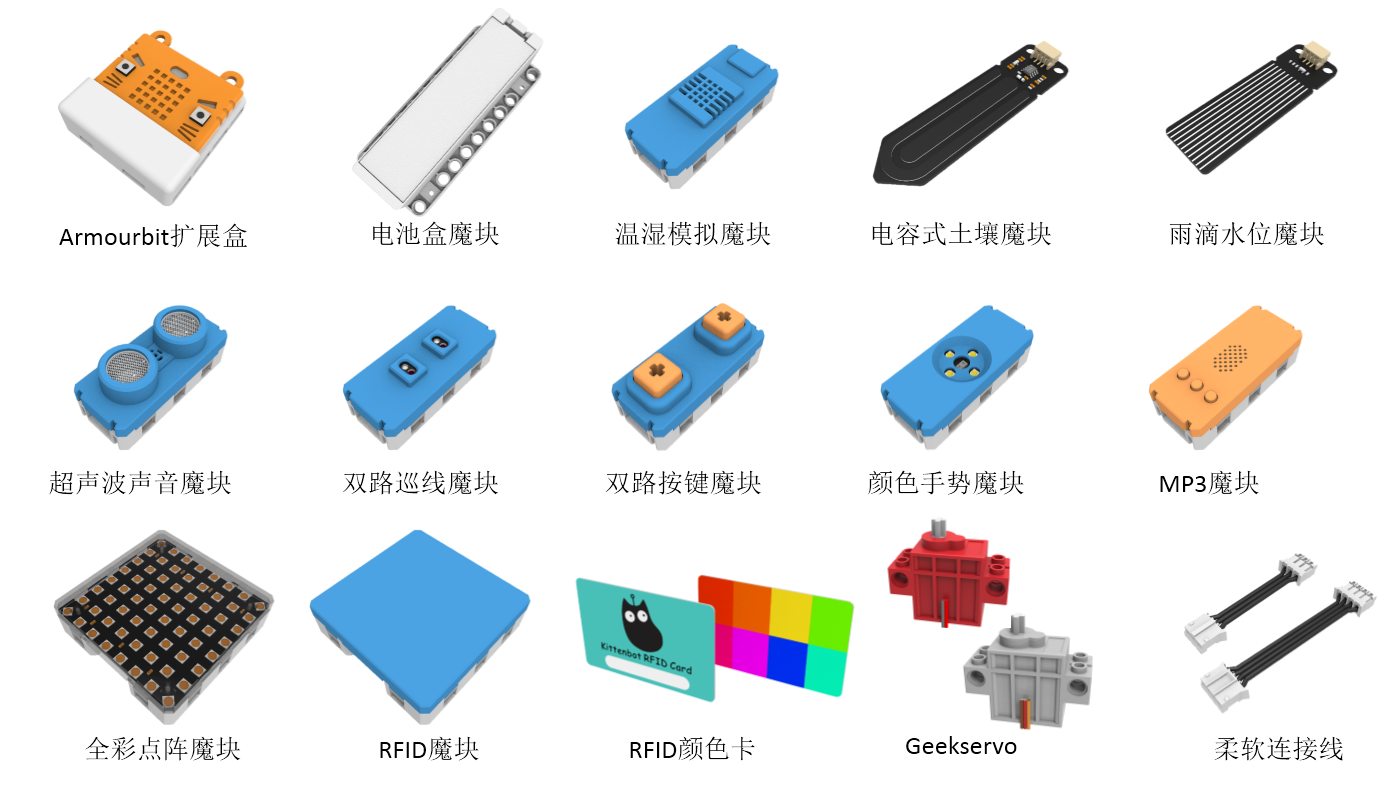 Armourbit扩展盒
电池盒魔块
温湿模拟魔块
电容式土壤魔块
雨滴水位魔块
超声波声音魔块
双路巡线魔块
双路按键魔块
颜色手势魔块
MP3魔块
Kittenbot RFID Card
全彩点阵魔块
RFID魔块
RFID颜色卡
Geekservo
柔软连接线